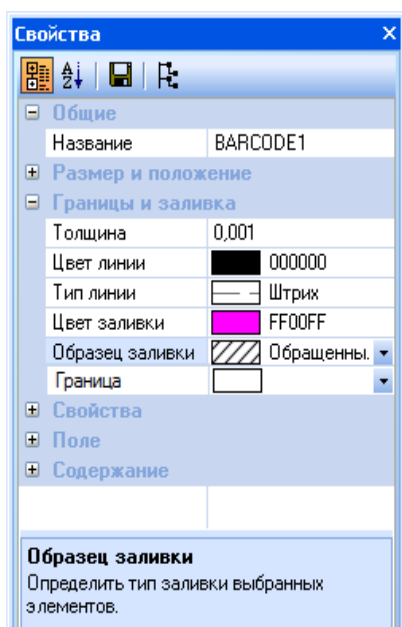 Свойства
Общие
Название BARCODE1
Размер и положение
Границы и заливка
Толщина 0,001
Цвет линии 000000
Тип линии Штрих
Цвет заливки FF00FF
Образец заливки Обращенны.
Граница
Свойства
Поле
Содержание
Образец заливки
Определить тип заливки выбранных
элементов.